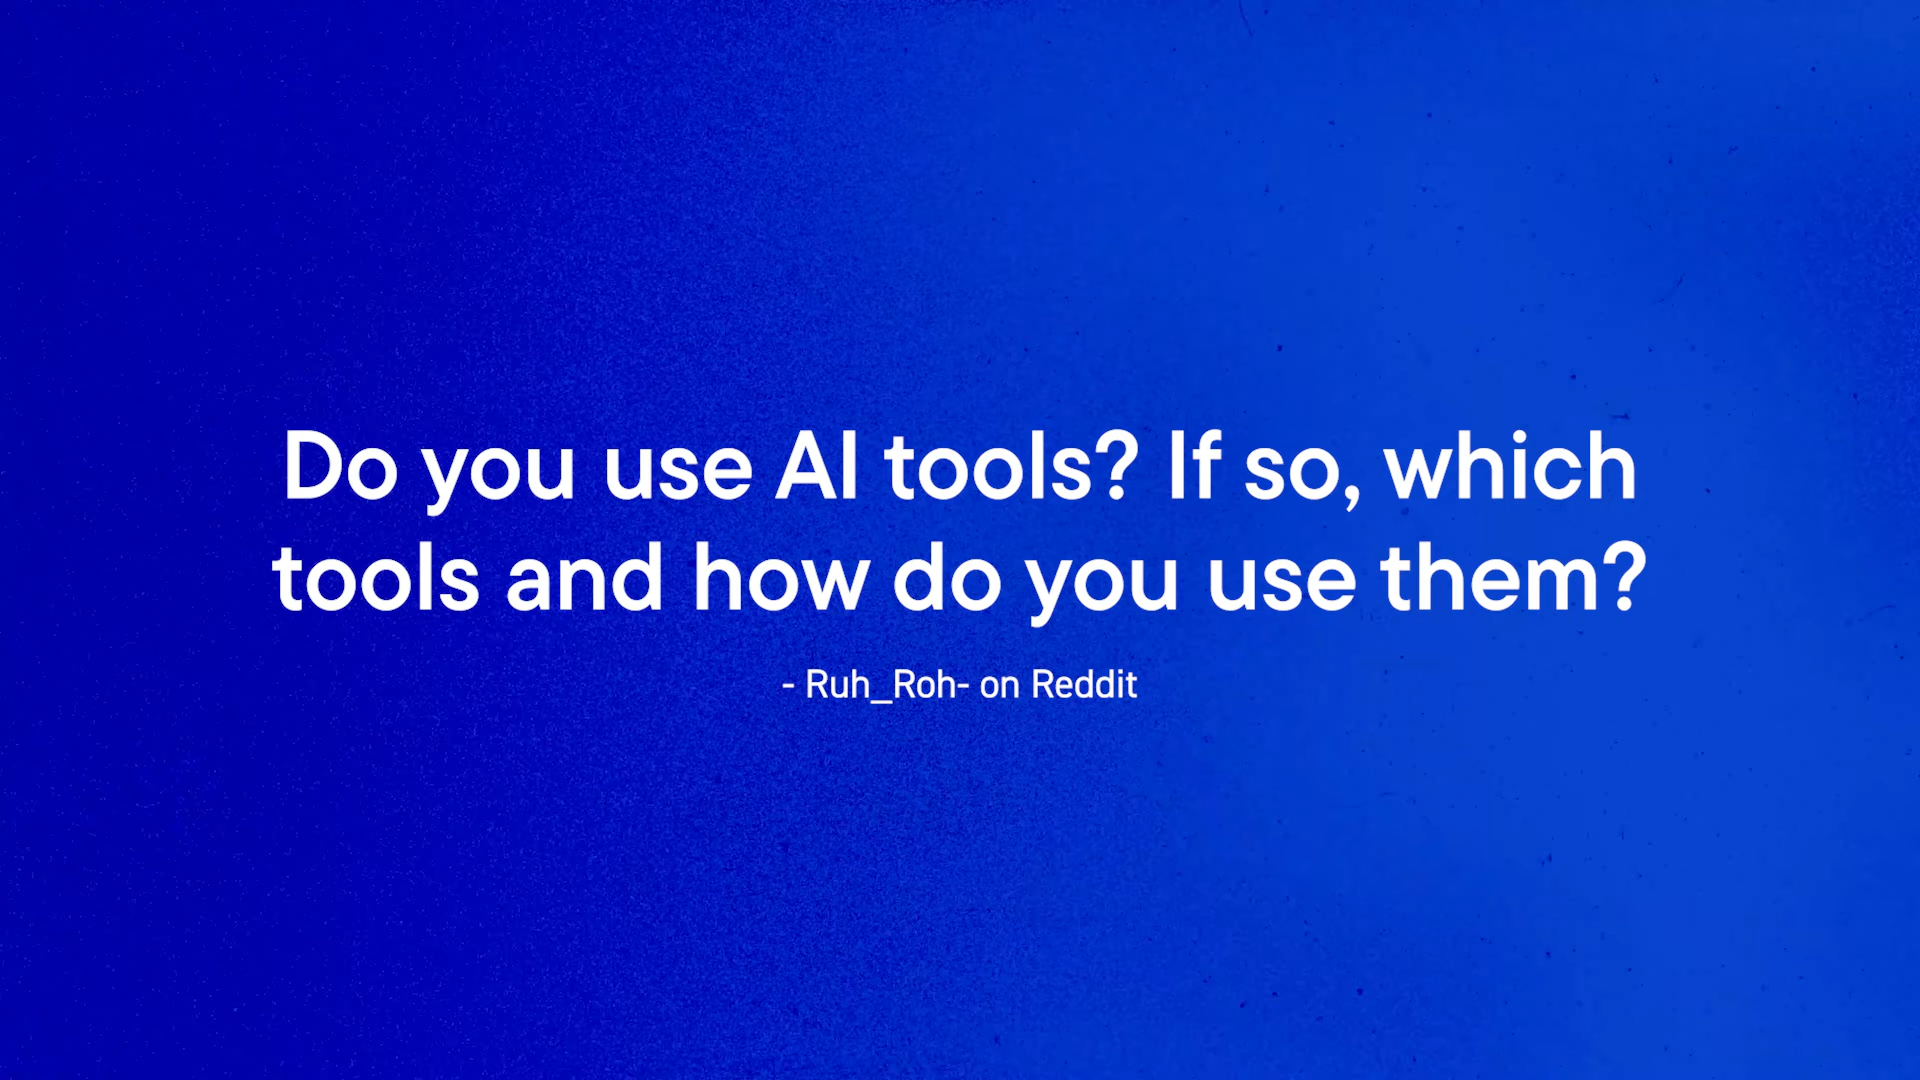 Do you use AI tools? If so, which
tools and how do you use them?
- Ruh_Roh- on Reddit